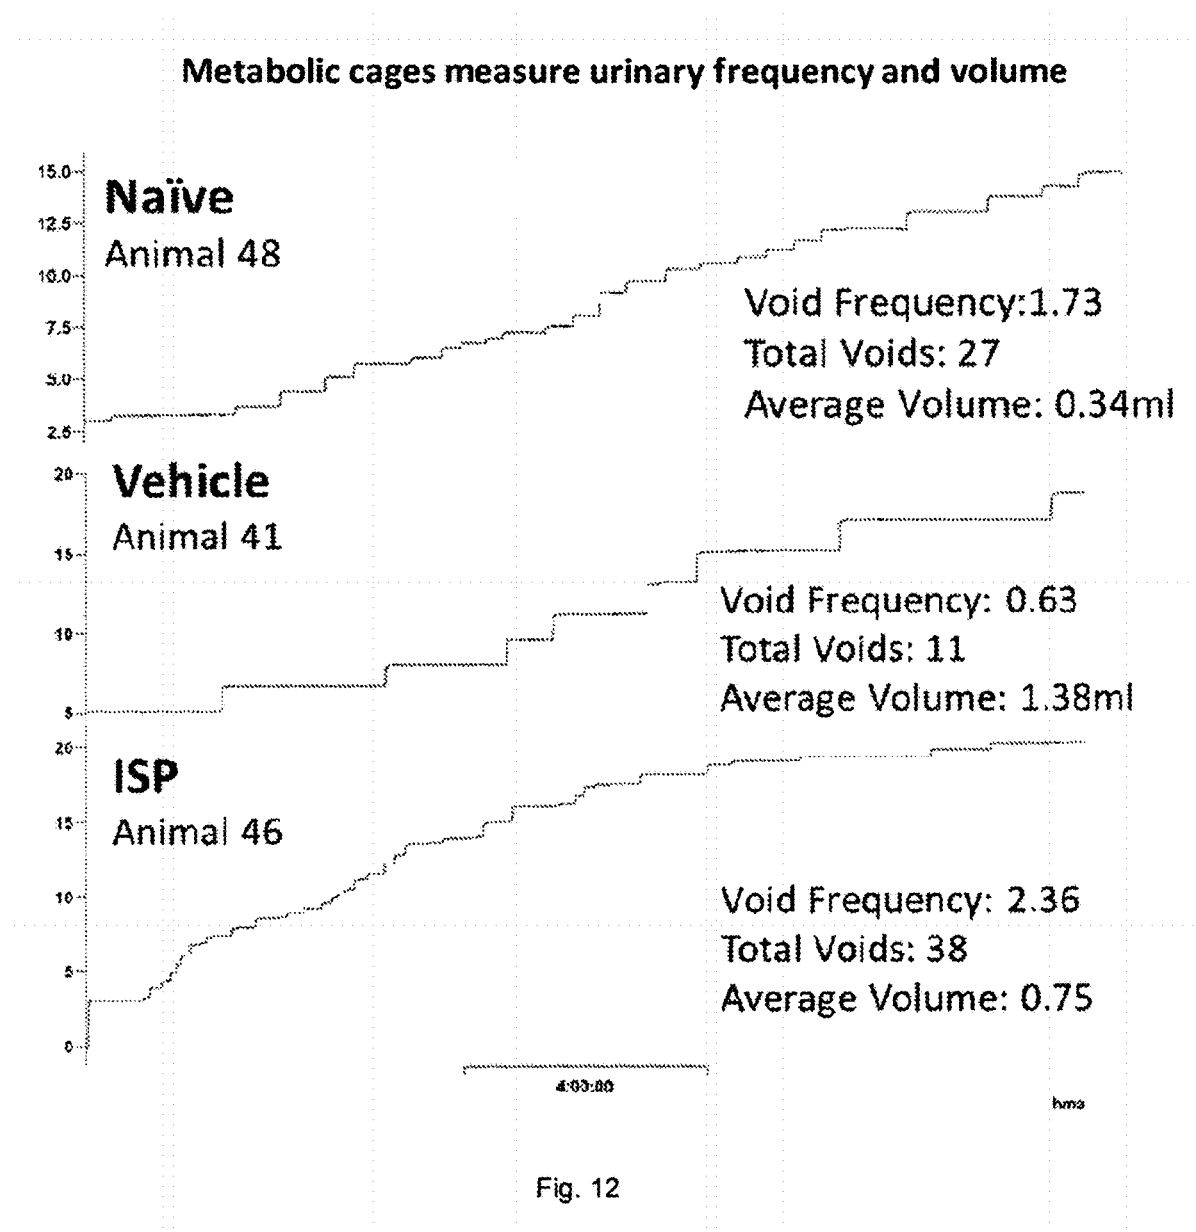 Metabolic cages measure urinary frequency and volume
15.0
Naïve
12.5
Animal 48
10.0
Void Frequency:1.73
7.5
Total Voids: 27
5.0
Average Volume: 0.34ml
2.5
20
Vehicle
Animal 41
15
Void Frequency: 0.63
10
Total Voids: 11
Average Volume: 1.38ml
5
20
ISP
15
Animal 46
10
Void Frequency: 2.36
Total Voids: 38
5
Average Volume: 0.75
0
4:00:00
hms
Fig. 12